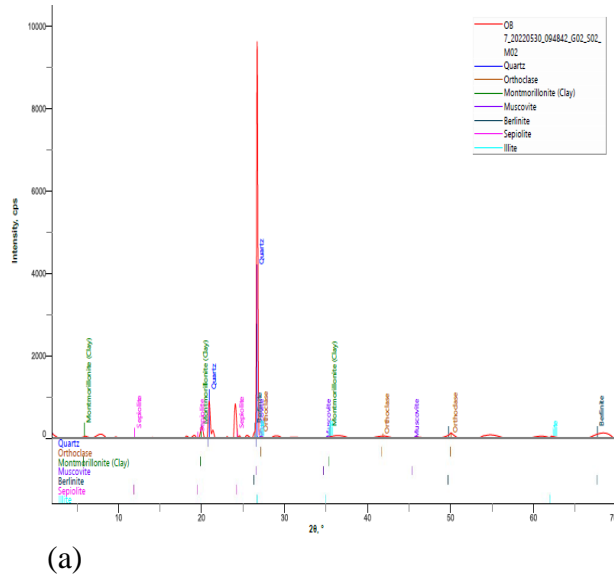 10000
8000
6000
4000
2000
0
Intensity, cps
OB
7_20220530_094842_G02_S02_
M02
Quartz
Orthoclase
Montmorillonite (Clay)
Muscovite
Berlinite
Sepiolite
Illite
Montmorillonite (Clay)
Sepiolite
Sepiolite
Montmorillonite (Clay)
Quartz
Sepiolite
Quartz
Orthoclase
Muscovite
Montmorillonite (Clay)
Orthoclase
Muscovite
Orthoclase
Berlinite
Quartz
Orthoclase
Montmorillonite (Clay)
Muscovite
Berlinite
Sepiolite
Illite
10
20
30
40
50
60
70
2θ, °
(a)